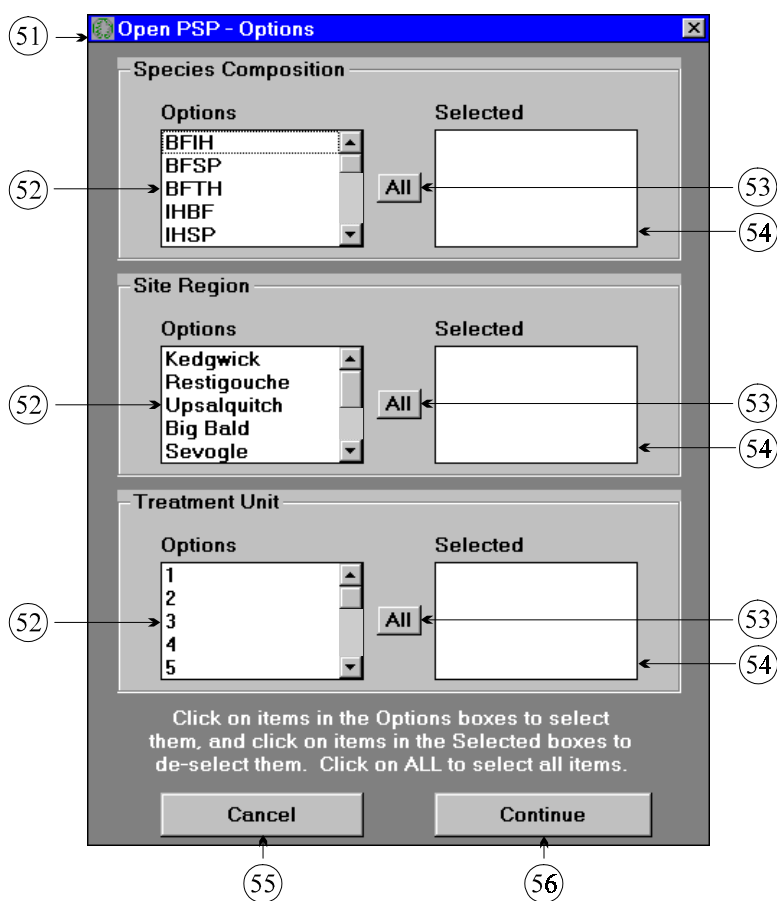 51
Open PSP - Options
Species Composition
Options
Selected
BFIH
BFSP
52
BFTH
All
53
IHBF
54
IHSP
Site Region
Options
Selected
Kedgwick
Restigouche
52
Upsalquitch
All
53
Big Bald
54
Sevogle
Treatment Unit
Options
Selected
1
2
52
3
All
53
4
54
5
Click on items in the Options boxes to select
them, and click on items in the Selected boxes to
de-select them. Click on ALL to select all items.
Cancel
Continue
55
56